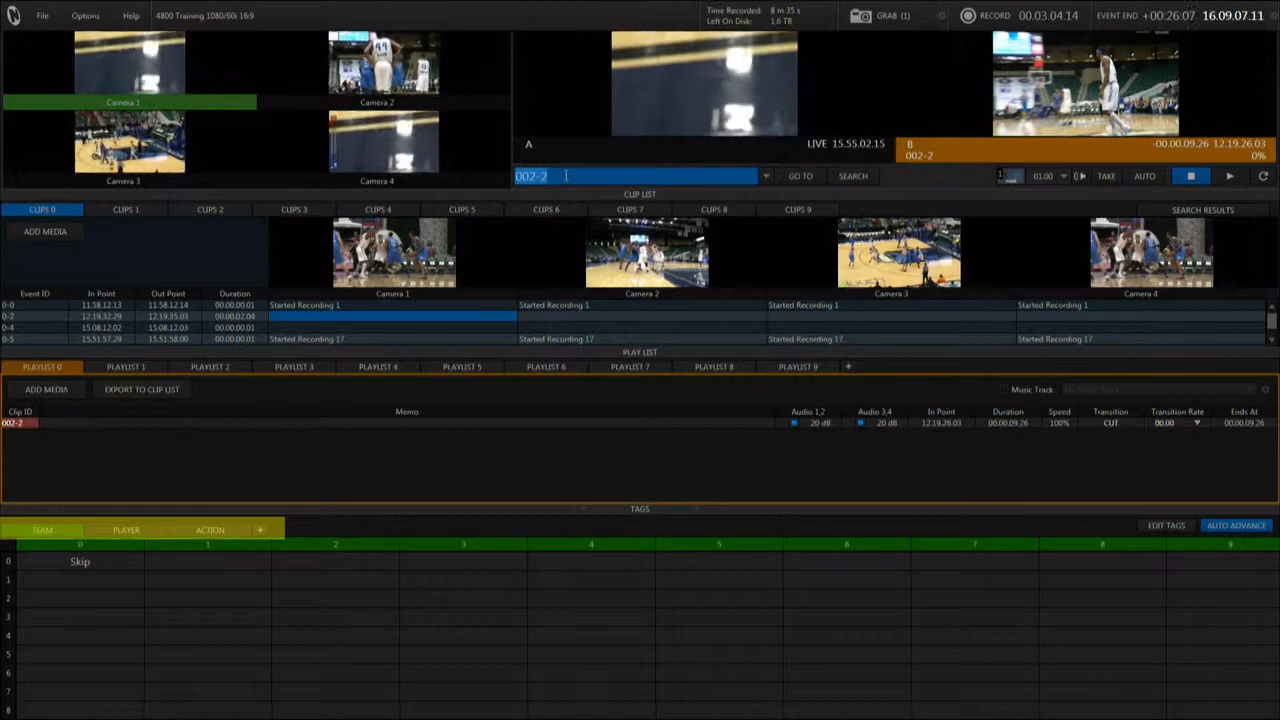 File Options Help 4800 Training 1080/60i 16:9
Time Recorded: 8 m 35 s
Left On Disk: 1.6 TB
GRAB (1)
RECORD 00.03.04.14
EVENT END +00:26:07 16.09.07.11
Camera 1 Camera 2
Camera 3 Camera 4
A LIVE 15.55.02.15
B -00.00.09.26 12.19.26.03
002-2 0%
002-2 GO TO SEARCH 01.00 TAKE AUTO
CLIP LIST
CLIPS 0 CLIPS 1 CLIPS 2 CLIPS 3 CLIPS 4 CLIPS 5 CLIPS 6 CLIPS 7 CLIPS 8 CLIPS 9 SEARCH RESULTS
ADD MEDIA
Event ID In Point Out Point Duration Camera 1 Camera 2 Camera 3 Camera 4
0-0 11.58.12.13 11.58.12.14 00.00.00.01 Started Recording 1 Started Recording 1 Started Recording 1 Started Recording 1
0-2 12.19.32.29 12.19.35.03 00.00.02.04
0-4 15.08.12.02 15.08.12.03 00.00.00.01
0-5 15.51.57.29 15.51.58.00 00.00.00.01 Started Recording 17 Started Recording 17 Started Recording 17 Started Recording 17
PLAY LIST
PLAYLIST 0 PLAYLIST 1 PLAYLIST 2 PLAYLIST 3 PLAYLIST 4 PLAYLIST 5 PLAYLIST 6 PLAYLIST 7 PLAYLIST 8 PLAYLIST 9 +
ADD MEDIA EXPORT TO CLIP LIST Music Track
Clip ID Memo Audio 1,2 Audio 3,4 In Point Duration Speed Transition Transition Rate Ends At
002-2 20 dB 20 dB 12.19.26.03 00.00.09.26 100% CUT 00.00 00.00.09.26
TAGS
TEAM PLAYER ACTION + EDIT TAGS AUTO ADVANCE
0 1 2 3 4 5 6 7 8 9
0 Skip
1
2
3
4
5
6
7
8